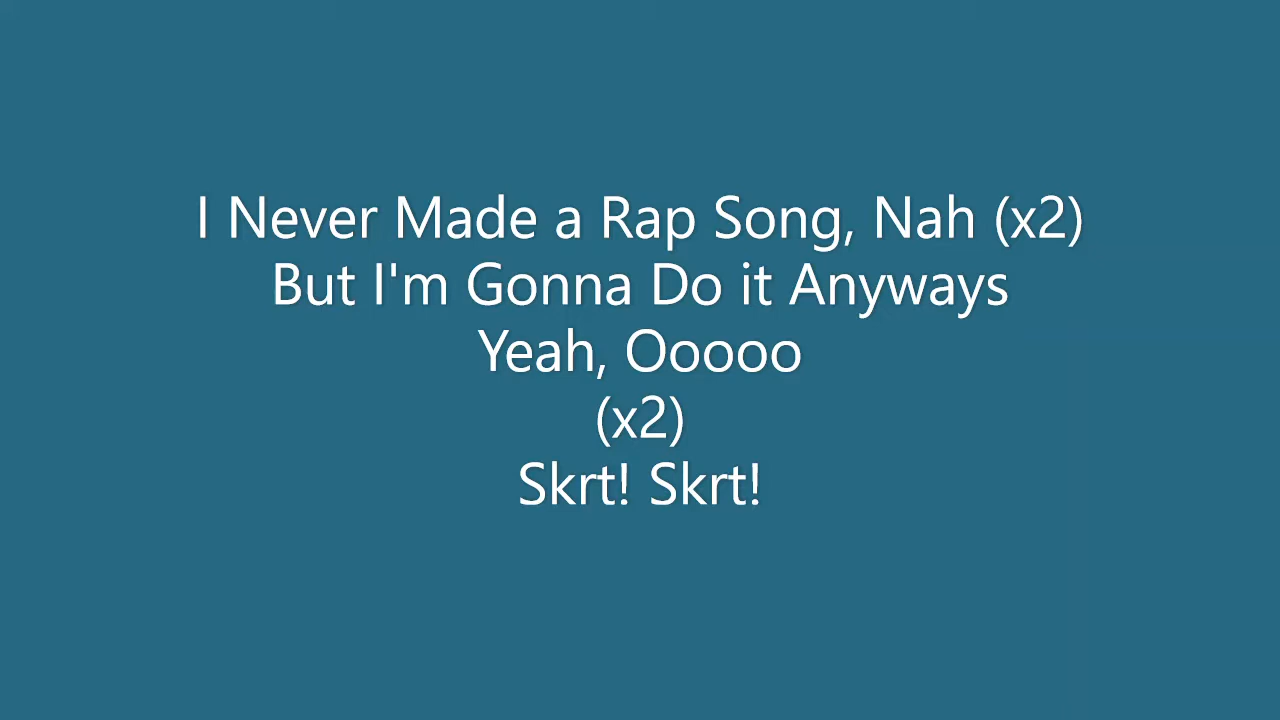 I Never Made a Rap Song, Nah (x2)
But I'm Gonna Do it Anyways
Yeah, Ooooo
(x2)
Skrt! Skrt!